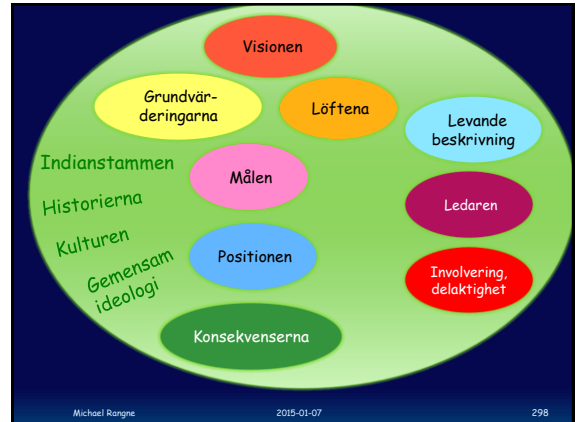 Visionen
Grundvär-
deringarna
Löftena
Levande
beskrivning
Indianstammen
Målen
Historierna
Ledaren
Kulturen
Positionen
Gemensam
ideologi
Involvering,
delaktighet
Konsekvenserna
Michael Rangne
2015-01-07
298